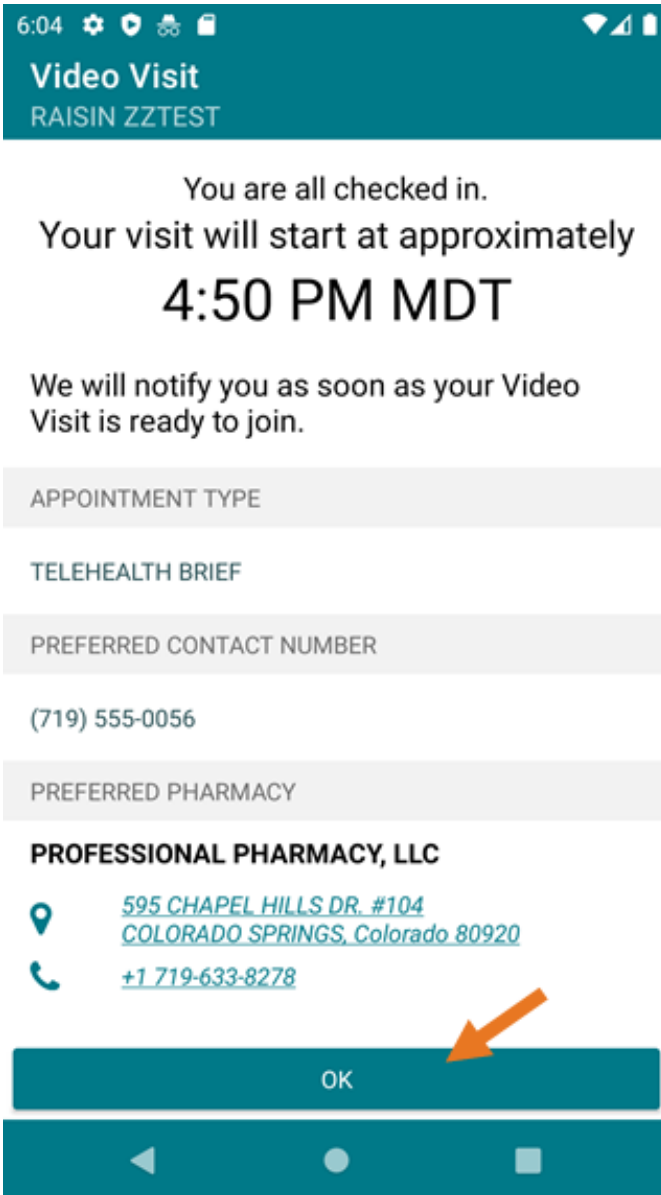 6:04
Video Visit
RAISIN ZZTEST
You are all checked in.
Your visit will start at approximately
4:50 PM MDT
We will notify you as soon as your Video
Visit is ready to join.
APPOINTMENT TYPE
TELEHEALTH BRIEF
PREFERRED CONTACT NUMBER
(719) 555-0056
PREFERRED PHARMACY
PROFESSIONAL PHARMACY, LLC
595 CHAPEL HILLS DR. #104
COLORADO SPRINGS, Colorado 80920
+1 719-633-8278
OK